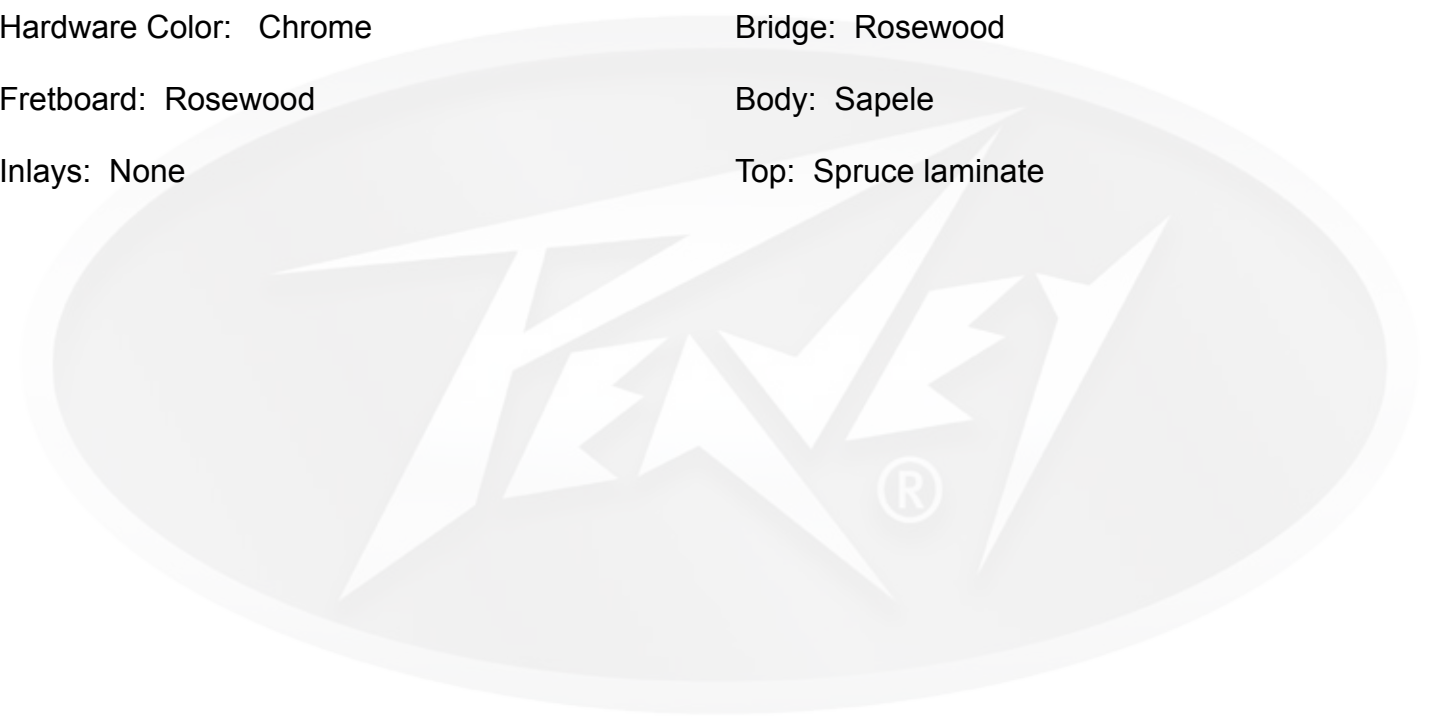 Hardware Color: Chrome
Bridge: Rosewood
Fretboard: Rosewood
Body: Sapele
Inlays: None
Top: Spruce laminate
PEAVEY®